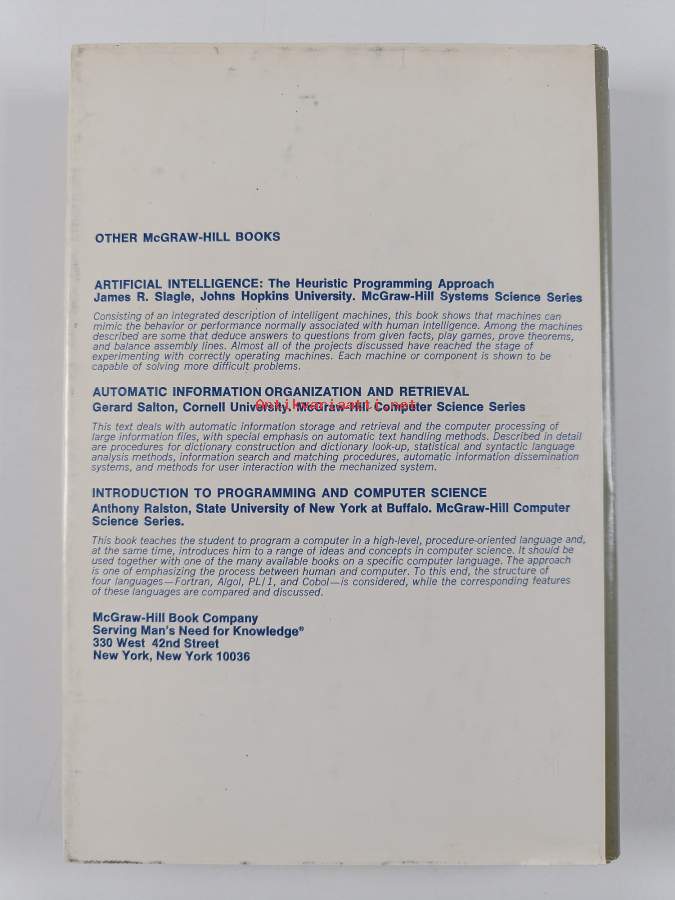 OTHER McGRAW-HILL BOOKS
ARTIFICIAL INTELLIGENCE: The Heuristic Programming Approach
James R. Slagle, Johns Hopkins University. McGraw-Hill Systems Science Series
Consisting of an integrated description of intelligent machines, this book shows that machines can
mimic the behavior or performance normally associated with human intelligence. Among the machines
described are some that deduce answers to questions from given facts, play games, prove theorems,
and balance assembly lines. Almost all of the projects discussed have reached the stage of
experimenting with correctly operating machines. Each machine or component is shown to be
capable of solving more difficult problems.
AUTOMATIC INFORMATION ORGANIZATION AND RETRIEVAL
Antikvariaatti.net
Gerard Salton, Cornell University. McGraw-Hill Computer Science Series
This text deals with automatic information storage and retrieval and the computer processing of
large information files, with special emphasis on automatic text handling methods. Described in detail
are procedures for dictionary construction and dictionary look-up, statistical and syntactic language
analysis methods, information search and matching procedures, automatic information dissemination
systems, and methods for user interaction with the mechanized system.
INTRODUCTION TO PROGRAMMING AND COMPUTER SCIENCE
Anthony Ralston, State University of New York at Buffalo. McGraw-Hill Computer
Science Series.
This book teaches the student to program a computer in a high-level, procedure-oriented language and,
at the same time, introduces him to a range of ideas and concepts in computer science. It should be
used together with one of the many available books on a specific computer language. The approach
is one of emphasizing the process between human and computer. To this end, the structure of
four languages—Fortran, Algol, PL/1, and Cobol—is considered, while the corresponding features
of these languages are compared and discussed.
McGraw-Hill Book Company
Serving Man's Need for Knowledge®
330 West 42nd Street
New York, New York 10036